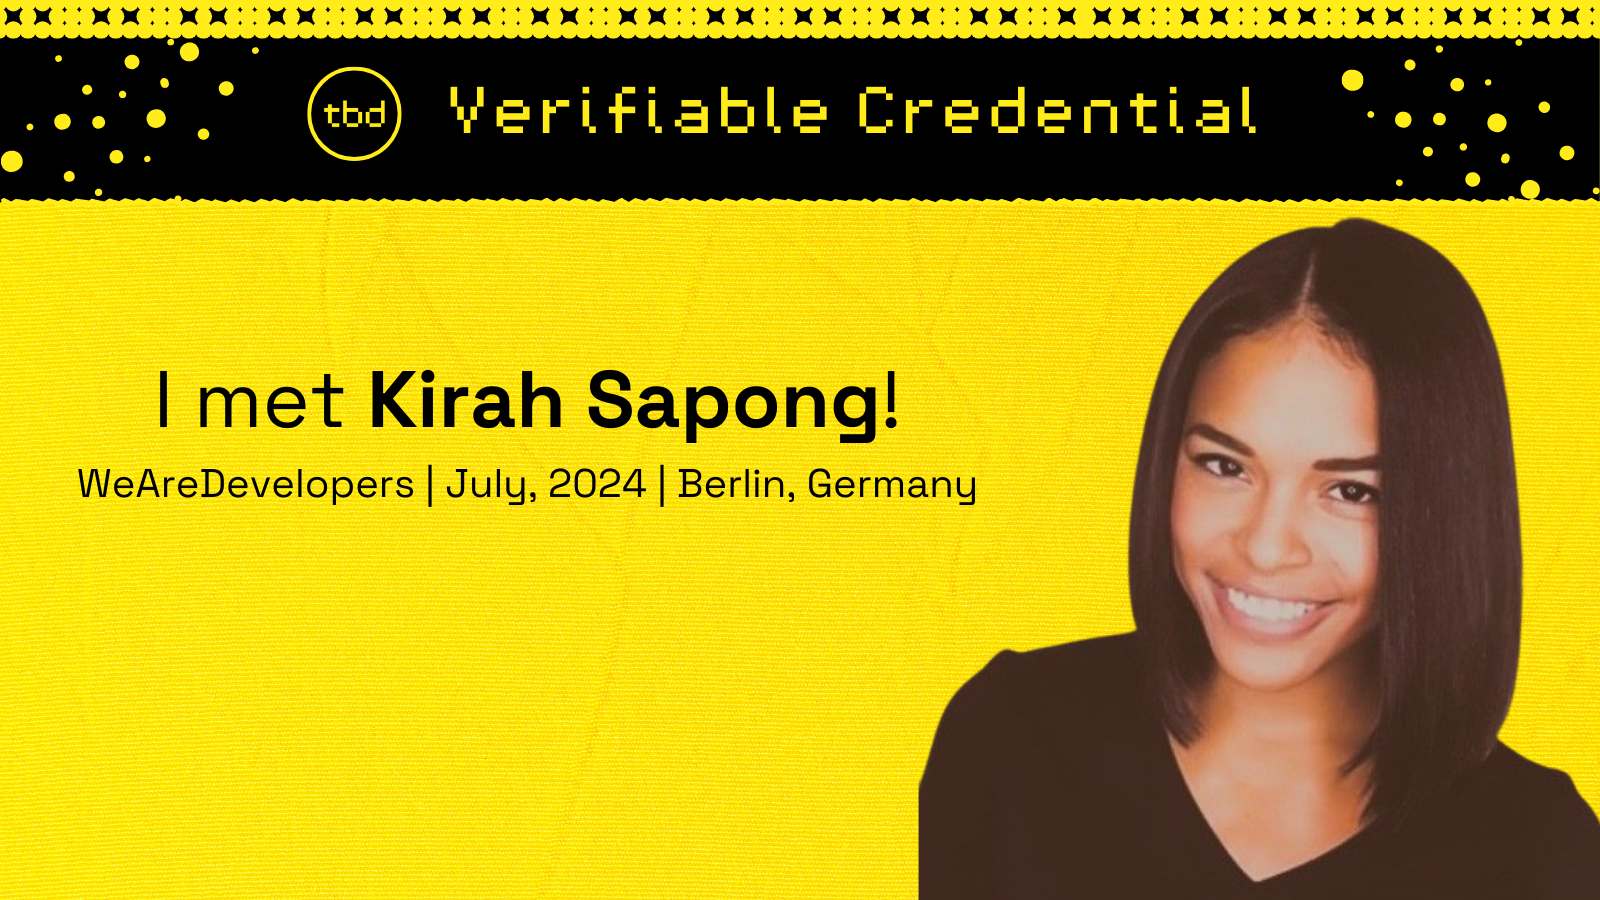 tbd Verifiable Credential
I met Kirah Sapong!
WeAreDevelopers | July, 2024 | Berlin, Germany